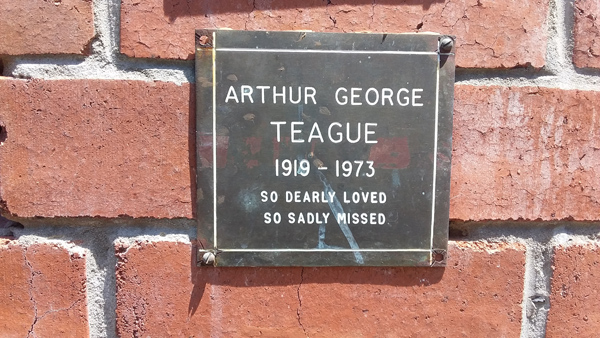 ARTHUR GEORGE
TEAGUE
1919 - 1973
SO DEARLY LOVED
SO SADLY MISSED